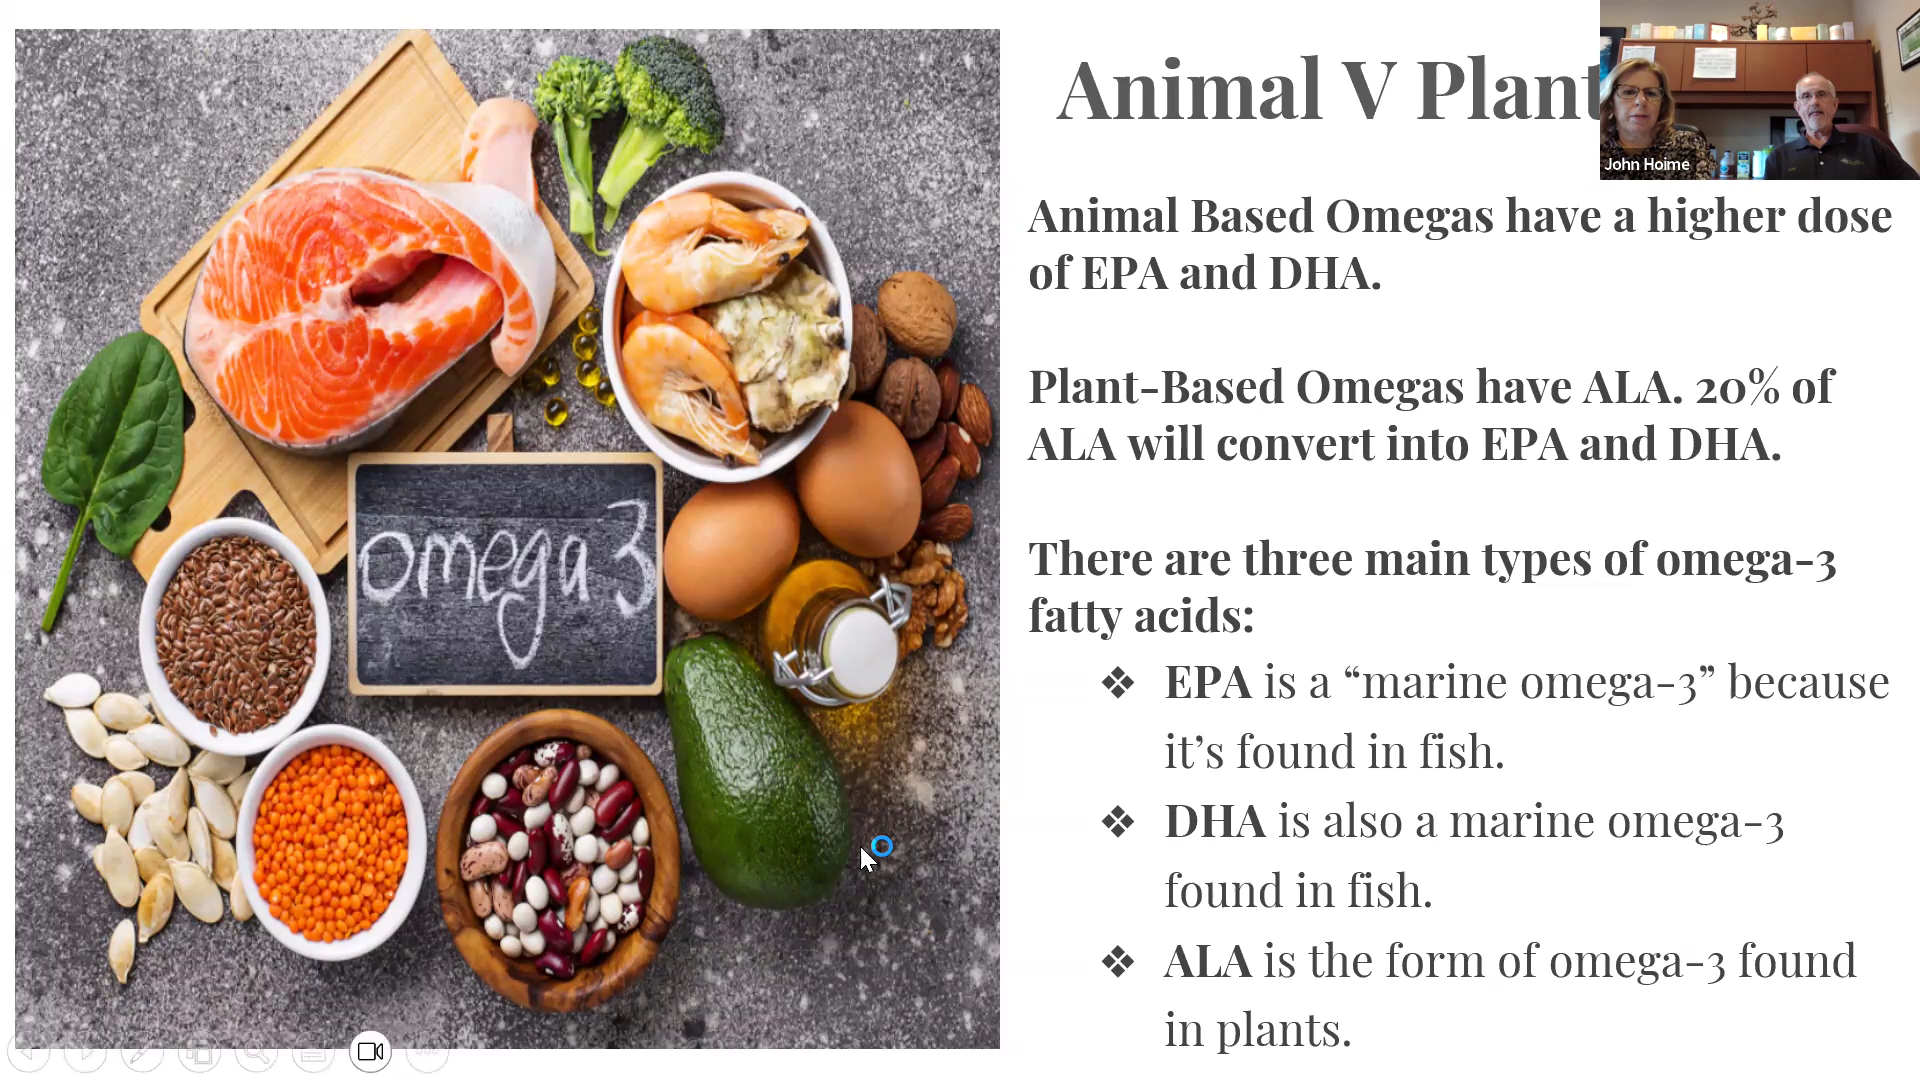 Animal V Plant
John Hoime
Animal Based Omegas have a higher dose
of EPA and DHA.
Plant-Based Omegas have ALA. 20% of
ALA will convert into EPA and DHA.
There are three main types of omega-3
fatty acids:
❖ EPA is a “marine omega-3” because
it’s found in fish.
❖ DHA is also a marine omega-3
found in fish.
❖ ALA is the form of omega-3 found
in plants.
omega 3